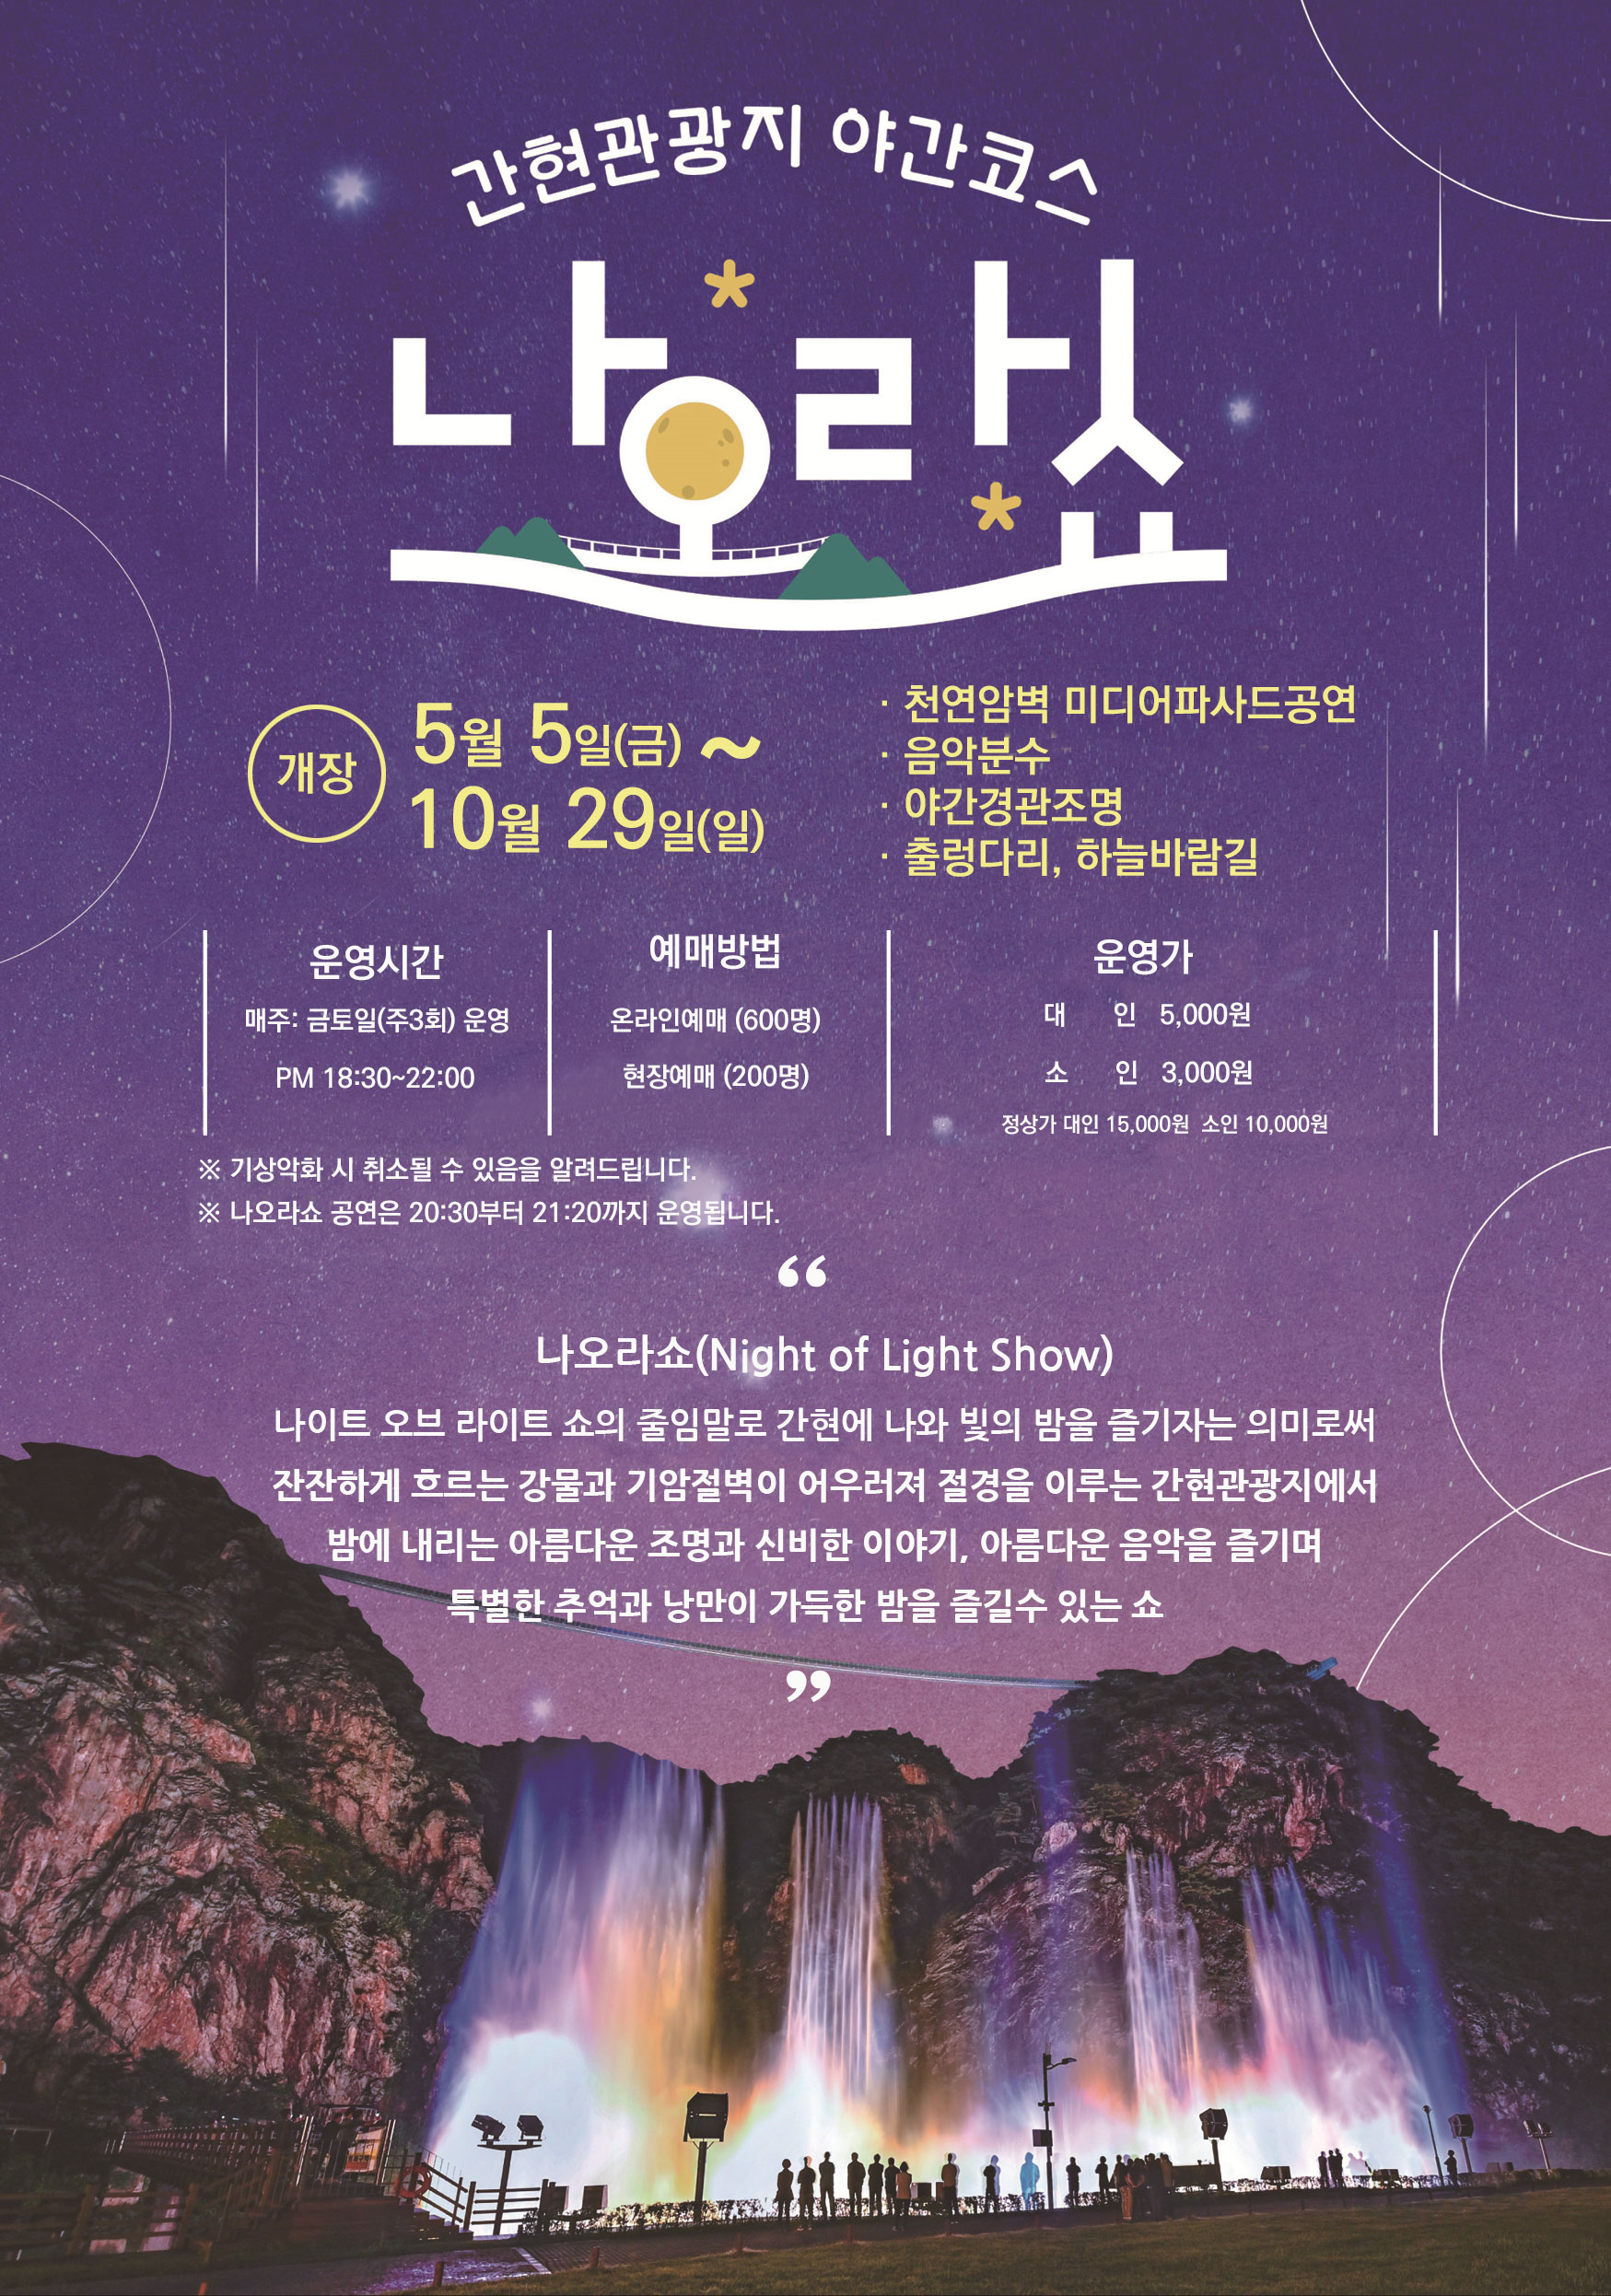 간현관광지 야간코스
나오라쇼
개장
5월 5일(금) ~
10월 29일(일)
· 천연암벽 미디어파사드공연
· 음악분수
· 야간경관조명
· 출렁다리, 하늘바람길
운영시간
매주: 금토일(주3회) 운영
PM 18:30~22:00
예매방법
온라인예매 (600명)
현장예매 (200명)
운영가
대 인 5,000원
소 인 3,000원
정상가 대인 15,000원 소인 10,000원
※ 기상악화 시 취소될 수 있음을 알려드립니다.
※ 나오라쇼 공연은 20:30부터 21:20까지 운영됩니다.
“
나오라쇼(Night of Light Show)
나이트 오브 라이트 쇼의 줄임말로 간현에 나와 빛의 밤을 즐기자는 의미로써
잔잔하게 흐르는 강물과 기암절벽이 어우러져 절경을 이루는 간현관광지에서
밤에 내리는 아름다운 조명과 신비한 이야기, 아름다운 음악을 즐기며
특별한 추억과 낭만이 가득한 밤을 즐길수 있는 쇼
”